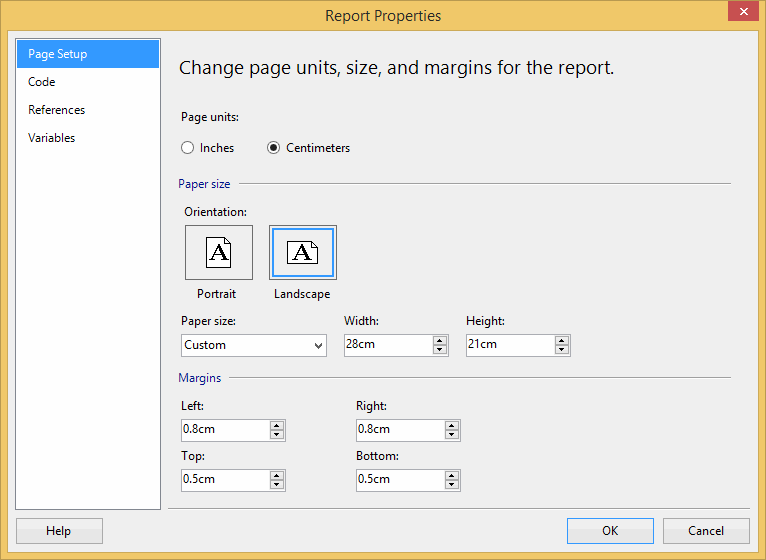 Report Properties
Page Setup
Code
References
Variables
Change page units, size, and margins for the report.
Page units:
Inches
Centimeters
Paper size
Orientation:
A
A
Portrait
Landscape
Paper size:
Width:
Height:
Custom
28cm
21cm
Margins
Left:
Right:
0.8cm
0.8cm
Top:
Bottom:
0.5cm
0.5cm
Help
OK
Cancel